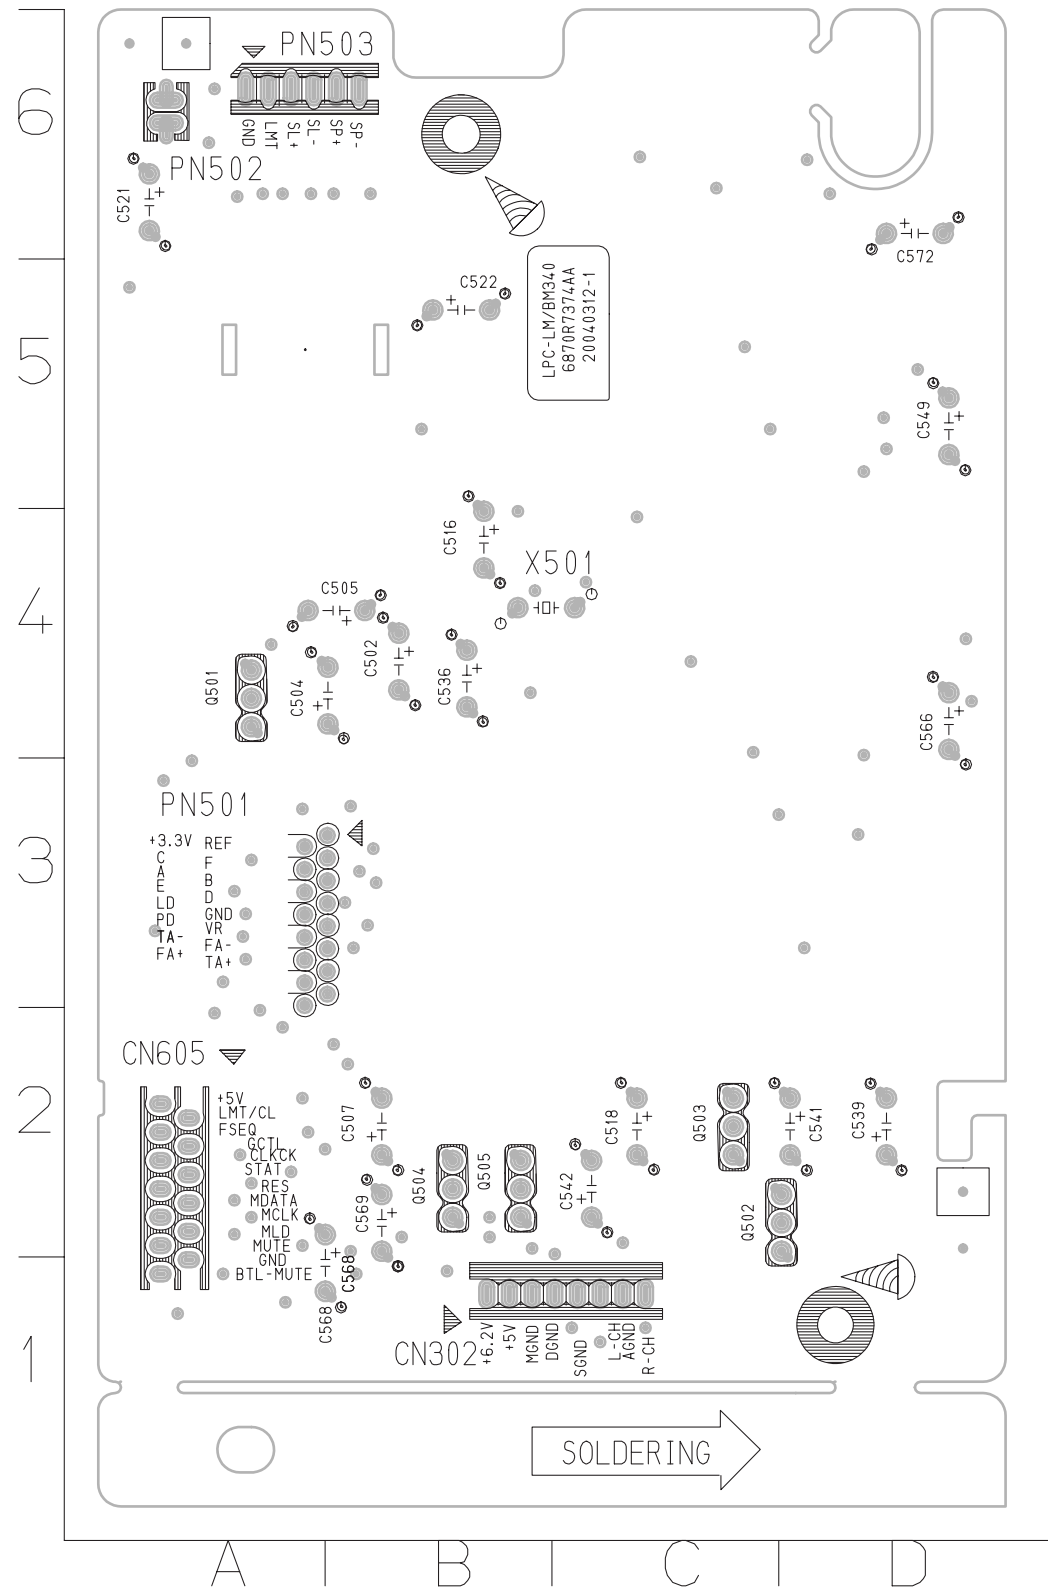 PN503
6
GND
LMT
SL+
SL-
SP+
SP-
PN502
C521
C572
C522
LPC-LM/BM340
6870R7374AA
20040312-1
5
C549
C516
X501
4
C505
C502
C536
Q501
C504
C566
PN501
3
+3.3V REF
C F
A B
E D
LD GND
PD VR
TA- FA-
FA+ TA+
CN605
2
+5V
LMT/CL
FSEQ
GCTL
CLKCK
STAT
RES
MDATA
MCLK
MLD
MUTE
GND
BTL-MUTE
C507
C518
Q503
C541
C539
Q504
Q505
C542
C569
Q502
C568
C568
1
CN302
+6.2V
+5V
MGND
DGND
SGND
L-CH
AGND
R-CH
SOLDERING
A B C D